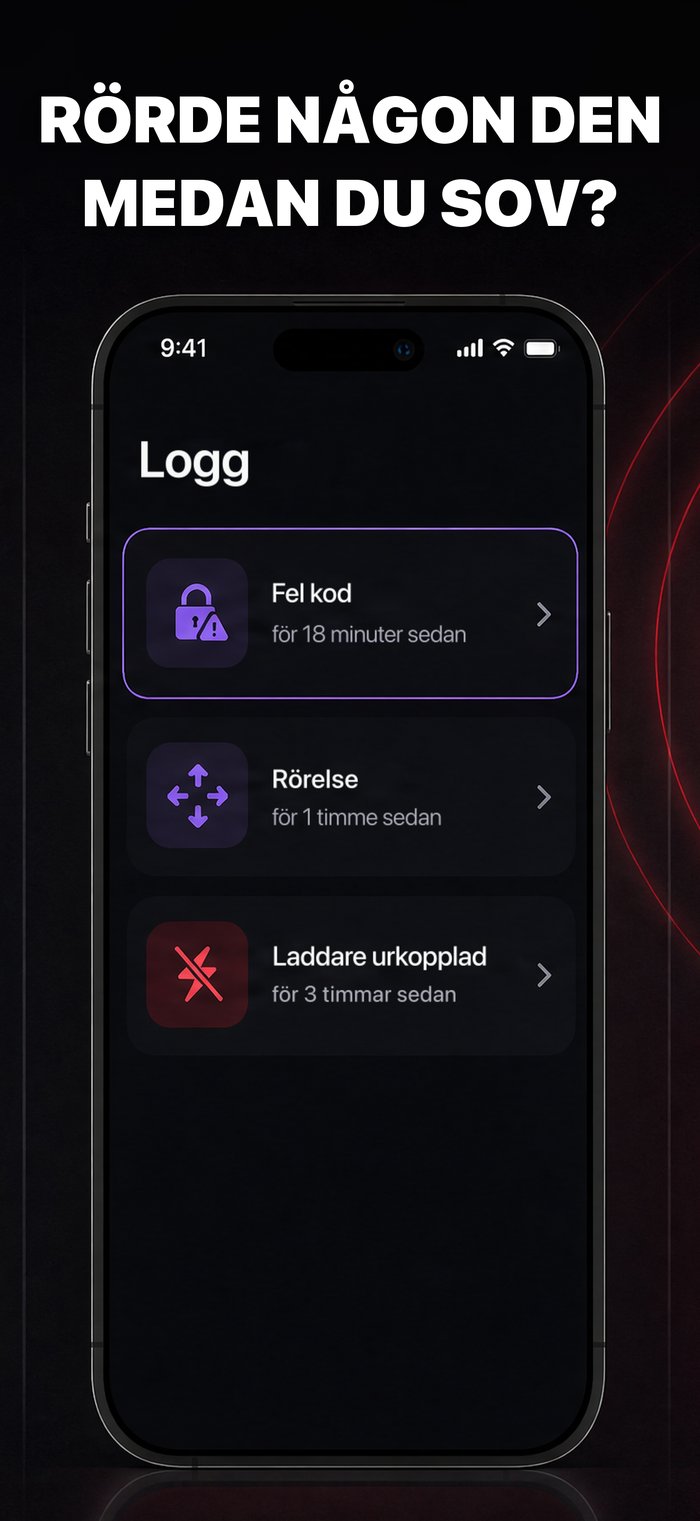 RÖRDE NÅGON DEN
MEDAN DU SOV?
9:41
Logg
Fel kod
för 18 minuter sedan
Rörelse
för 1 timme sedan
Laddare urkopplad
för 3 timmar sedan